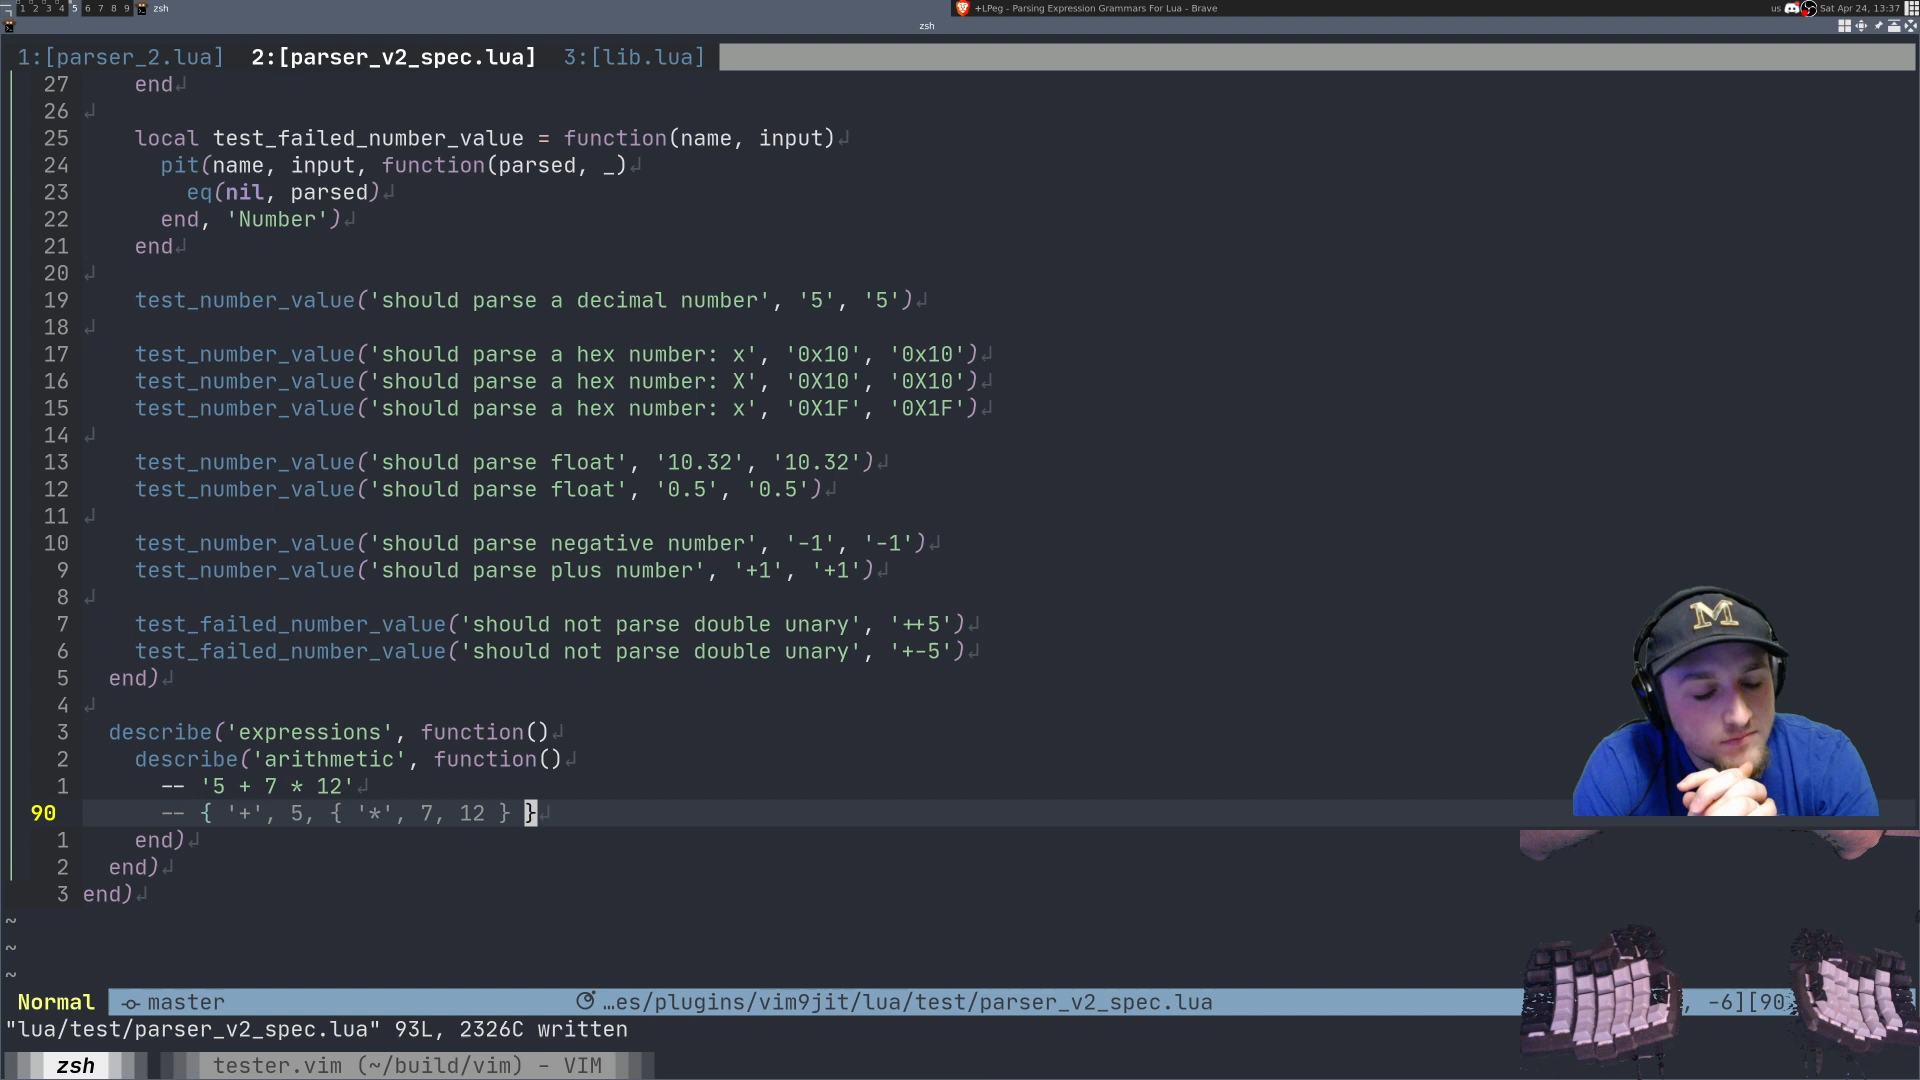 1 2 3 4 5 6 7 8 9 zsh +LPeg - Parsing Expression Grammars For Lua - Brave us Sat Apr 24, 13:37
zsh
1:[parser_2.lua] 2:[parser_v2_spec.lua] 3:[lib.lua]
27 end
26
25 local test_failed_number_value = function(name, input)
24 pit(name, input, function(parsed, _)
23 eq(nil, parsed)
22 end, 'Number')
21 end
20
19 test_number_value('should parse a decimal number', '5', '5')
18
17 test_number_value('should parse a hex number: x', '0x10', '0x10')
16 test_number_value('should parse a hex number: X', '0X10', '0X10')
15 test_number_value('should parse a hex number: x', '0X1F', '0X1F')
14
13 test_number_value('should parse float', '10.32', '10.32')
12 test_number_value('should parse float', '0.5', '0.5')
11
10 test_number_value('should parse negative number', '-1', '-1')
9 test_number_value('should parse plus number', '+1', '+1')
8
7 test_failed_number_value('should not parse double unary', '++5')
6 test_failed_number_value('should not parse double unary', '+-5')
5 end)
4
3 describe('expressions', function()
2 describe('arithmetic', function()
1 -- '5 + 7 * 12'
90 -- { '+', 5, { '*', 7, 12 } }
1 end)
2 end)
3 end)
~
~
~
M
Normal master …es/plugins/vim9jit/lua/test/parser_v2_spec.lua , -6][90
"lua/test/parser_v2_spec.lua" 93L, 2326C written
zsh tester.vim (~/build/vim) - VIM